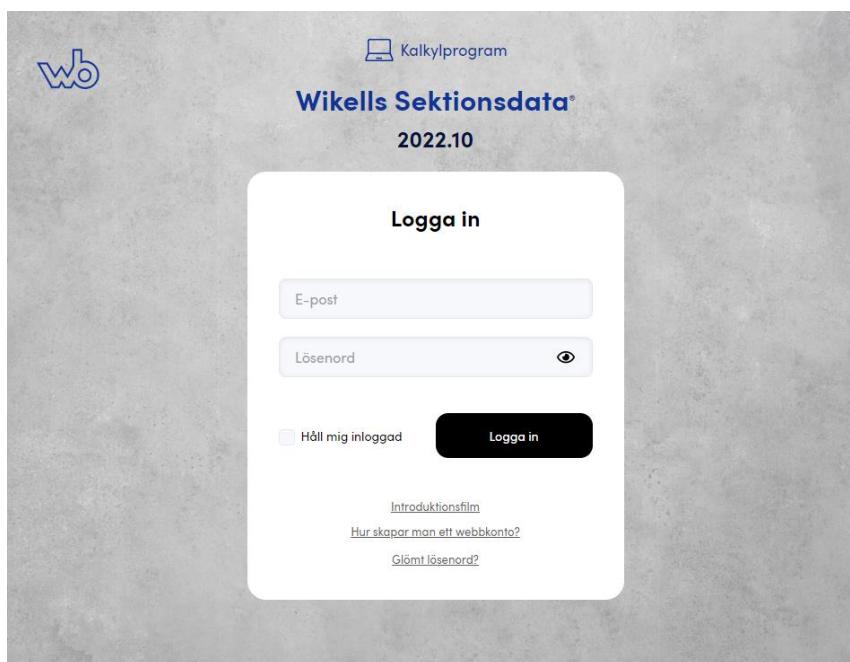 wb
Kalkylprogram
Wikells Sektionsdata®
2022.10
Logga in
E-post
Lösenord
Håll mig inloggad
Logga in
Introduktionsfilm
Hur skapar man ett webbkonto?
Glömt lösenord?